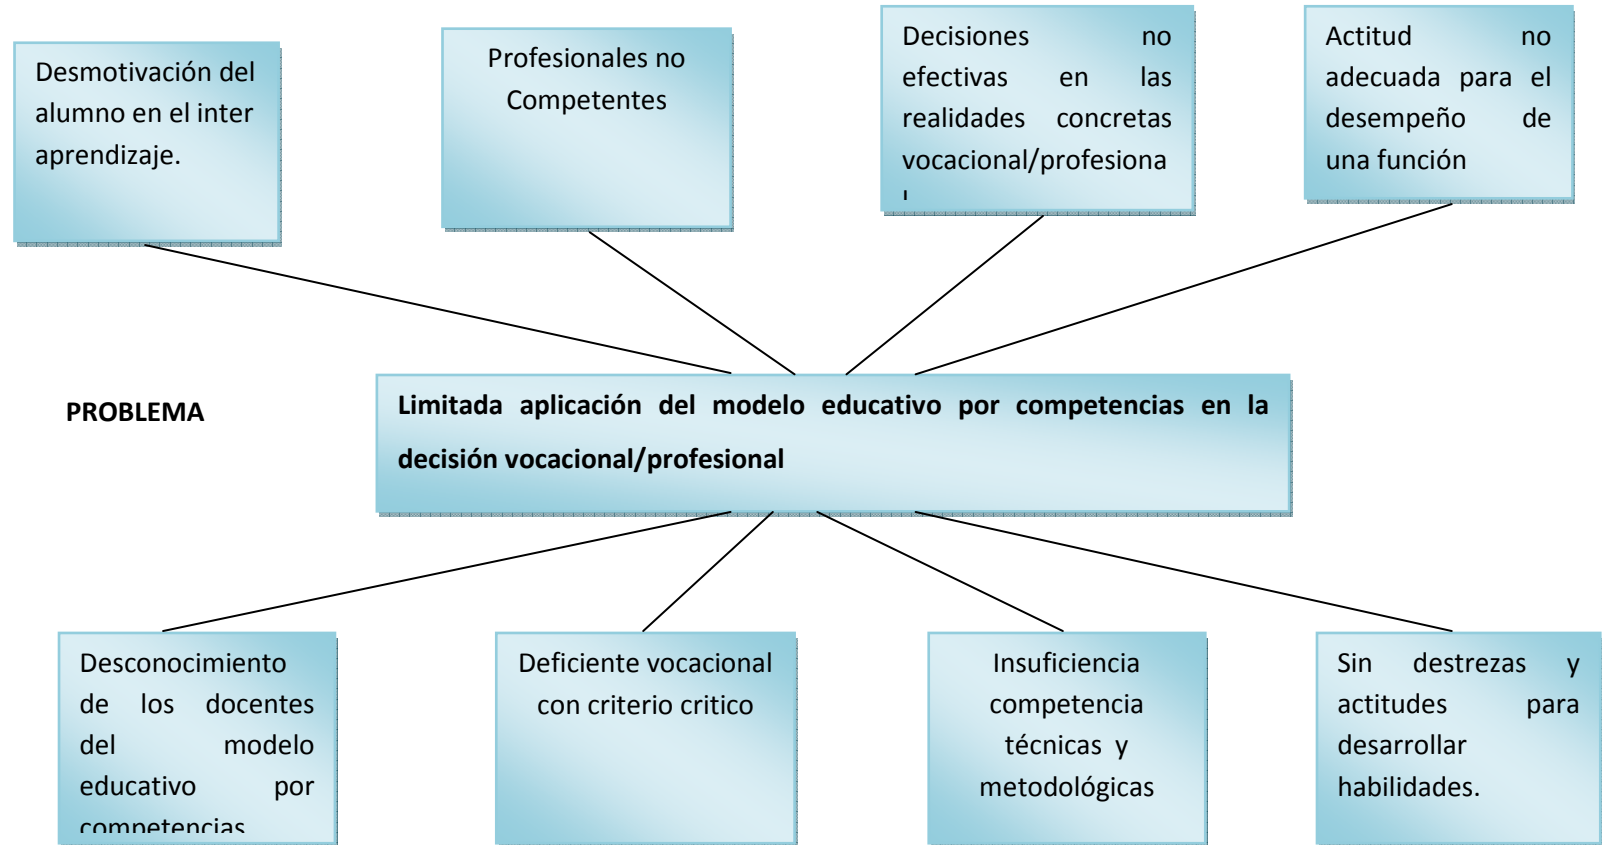 Desmotivación del
alumno en el inter
aprendizaje.
Profesionales no
Competentes
Decisiones no
efectivas en las
realidades concretas
vocacional/profesiona
l
Actitud no
adecuada para el
desempeño de
una función
PROBLEMA
Limitada aplicación del modelo educativo por competencias en la
decisión vocacional/profesional
Desconocimiento
de los docentes
del modelo
educativo por
competencias
Deficiente vocacional
con criterio critico
Insuficiencia
competencia
técnicas y
metodológicas
Sin destrezas y
actitudes para
desarrollar
habilidades.